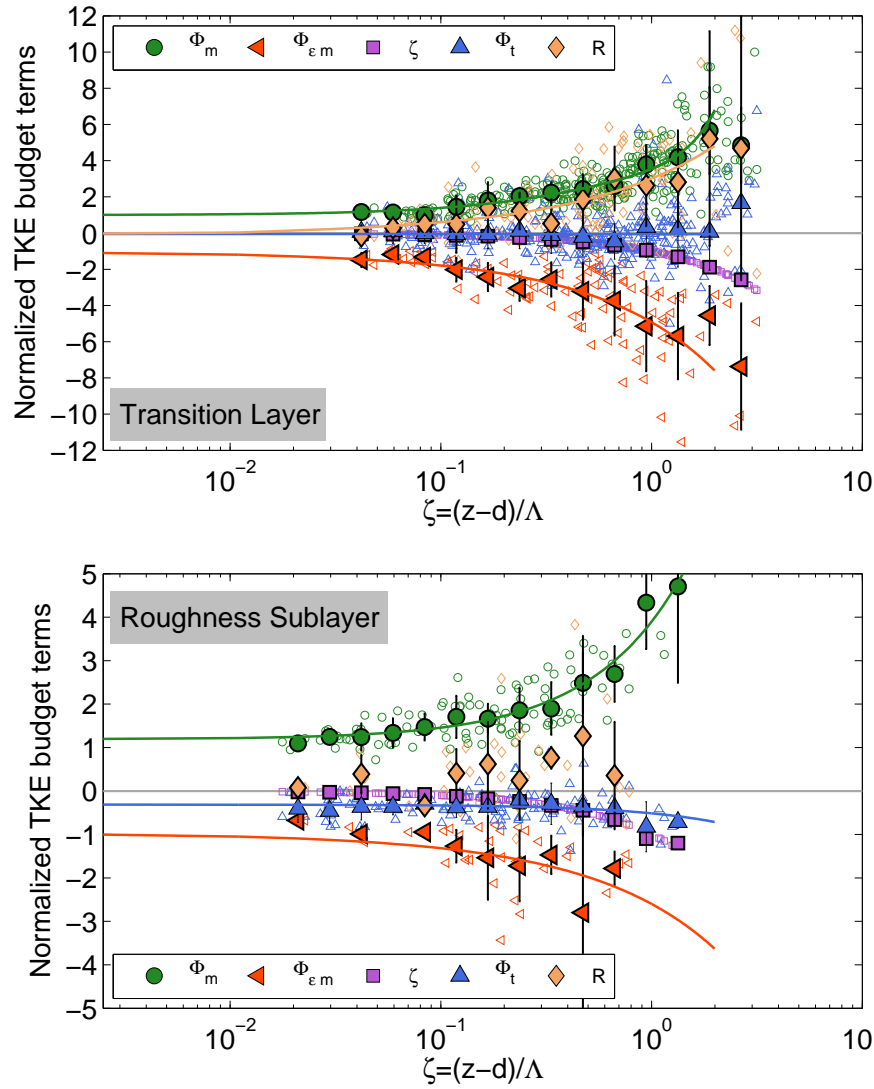 Normalized TKE budget terms
12
10
8
6
4
2
0
−2
−4
−6
−8
−10
−12
Φm Φε m ζ Φt R
Transition Layer
10−2 10−1 100 10
ζ=(z−d)/Λ
Normalized TKE budget terms
5
4
3
2
1
0
−1
−2
−3
−4
−5
Roughness Sublayer
Φm Φε m ζ Φt R
10−2 10−1 100 10
ζ=(z−d)/Λ